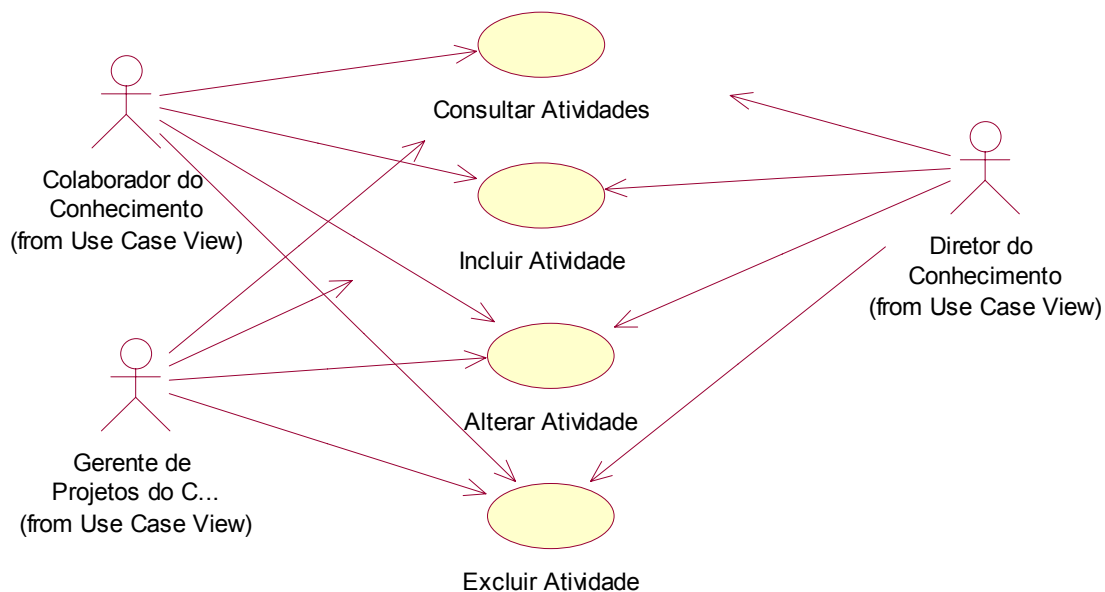 Consultar Atividades
Colaborador do
Conhecimento
(from Use Case View)
Incluir Atividade
Diretor do
Conhecimento
(from Use Case View)
Alterar Atividade
Gerente de
Projetos do C...
(from Use Case View)
Excluir Atividade